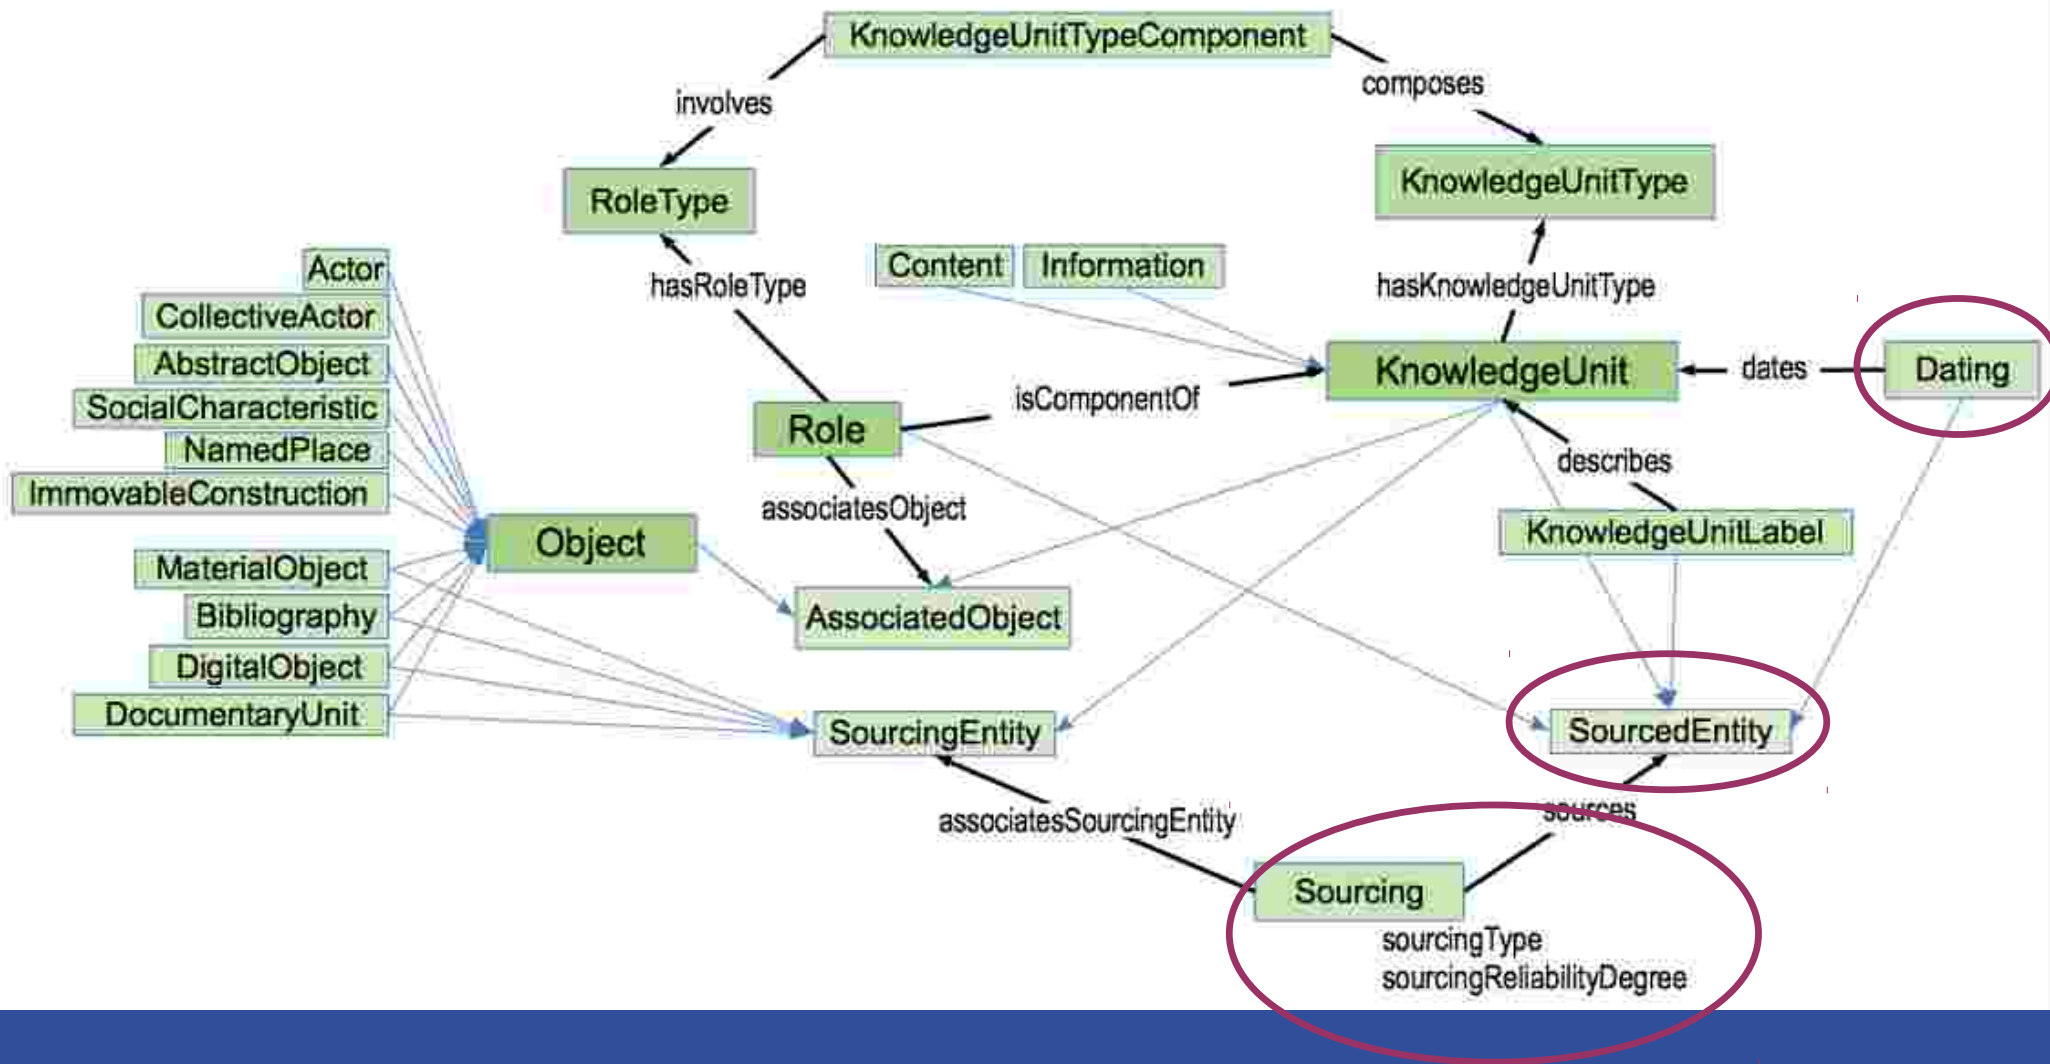 KnowledgeUnitTypeComponent
involves
composes
RoleType
KnowledgeUnitType
hasRoleType
Content
Information
hasKnowledgeUnitType
Actor
CollectiveActor
AbstractObject
SocialCharacteristic
NamedPlace
ImmovableConstruction
MaterialObject
Bibliography
DigitalObject
DocumentaryUnit
Object
Role
isComponentOf
KnowledgeUnit
dates
Dating
describes
KnowledgeUnitLabel
associatesObject
AssociatedObject
SourcingEntity
SourcedEntity
associatesSourcingEntity
sources
Sourcing
sourcingType
sourcingReliabilityDegree